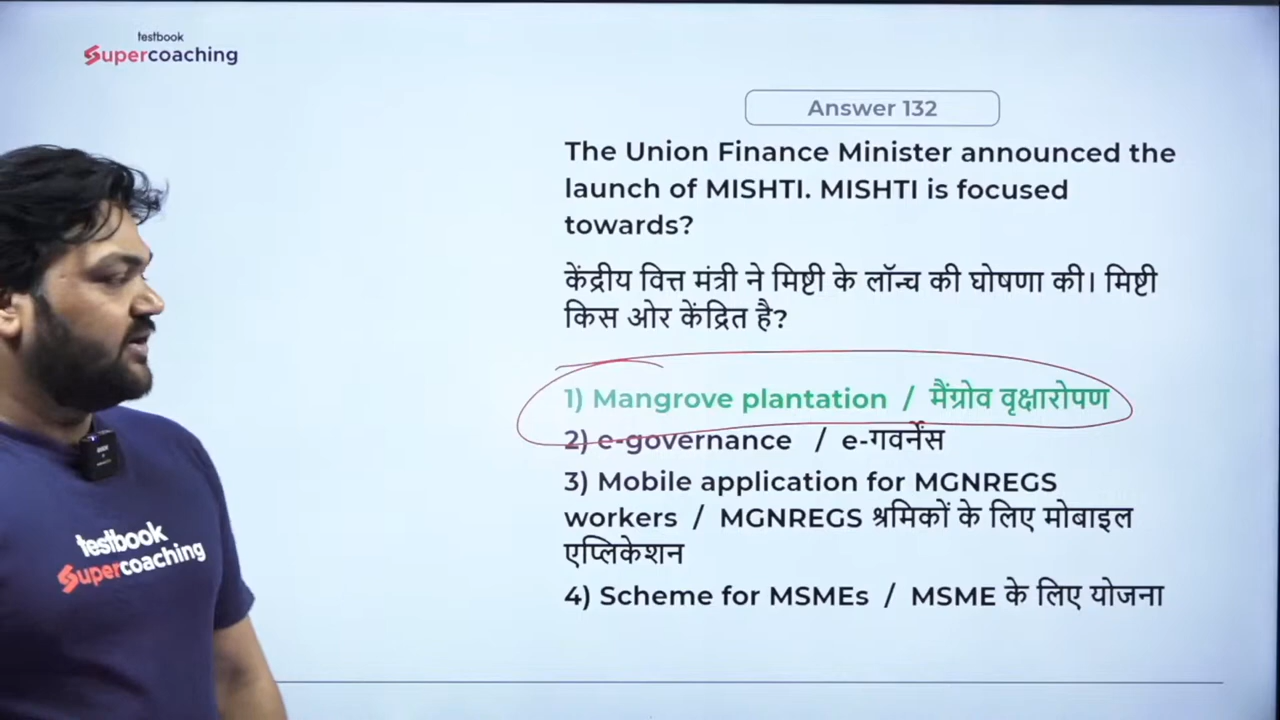 testbook
Supercoaching
Answer 132
The Union Finance Minister announced the
launch of MISHTI. MISHTI is focused
towards?
केंद्रीय वित्त मंत्री ने मिष्टी के लॉन्च की घोषणा की। मिष्टी
किस ओर केंद्रित है?
1) Mangrove plantation / मैंग्रोव वृक्षारोपण
2) e-governance / e-गवर्नेंस
3) Mobile application for MGNREGS
workers / MGNREGS श्रमिकों के लिए मोबाइल
एप्लिकेशन
4) Scheme for MSMEs / MSME के लिए योजना
testbook
Supercoaching